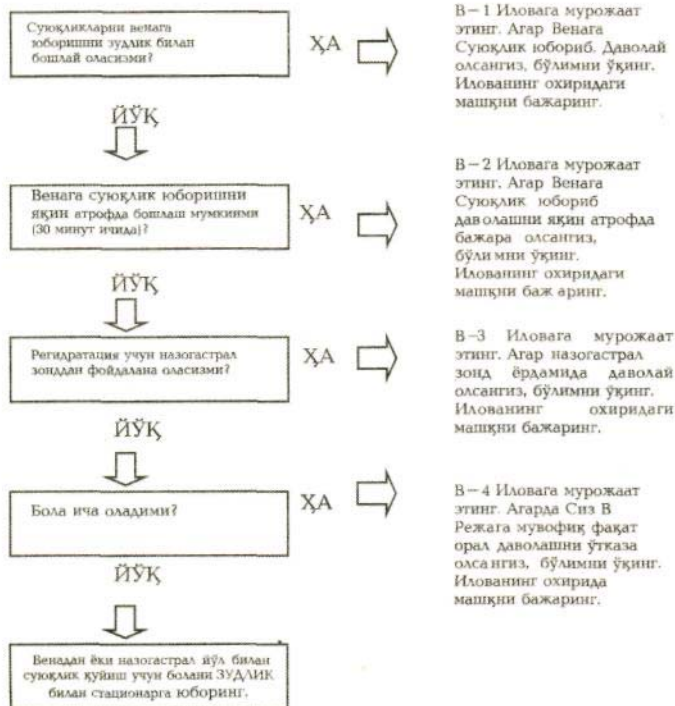 Суюқликларни венага
юборишни зудлик билан
бошлай оласизми?
ҲА
В–1 Иловага мурожаат
этинг. Агар Венага
Суюқлик юбориб. Даволай
олсангиз, бўлимни ўқинг.
Илованинг охиридаги
машқни бажаринг.
ЙЎҚ
Венага суюқлик юборишни
яқин атрофда бошлаш мумкинми
(30 минут ичида)?
ҲА
В–2 Иловага мурожаат
этинг. Агар Венага
Суюқлик юбориб
даволашни яқин атрофда
бажара олсангиз,
бўлимни ўқинг.
Илованинг охиридаги
машқни баж аринг.
ЙЎҚ
Регидратация учун назогастрал
зонддан фойдалана оласизми?
ҲА
В–3 Иловага мурожаат
этинг. Агар назогастрал
зонд ёрдамида даволай
олсангиз, бўлимни ўқинг.
Илованинг охиридаги
машқни бажаринг.
ЙЎҚ
Бола ича оладими?
ҲА
В–4 Иловага мурожаат
этинг. Агарда Сиз В
Режага мувофиқ фақат
орал даволашни ўтказа
олсангиз, бўлимни ўқинг.
Илованинг охирида
машқни бажаринг.
ЙЎҚ
Венадан ёки назогастрал йўл билан
суюқлик қуйиш учун болани ЗУДЛИК
билан стационарга юборинг.